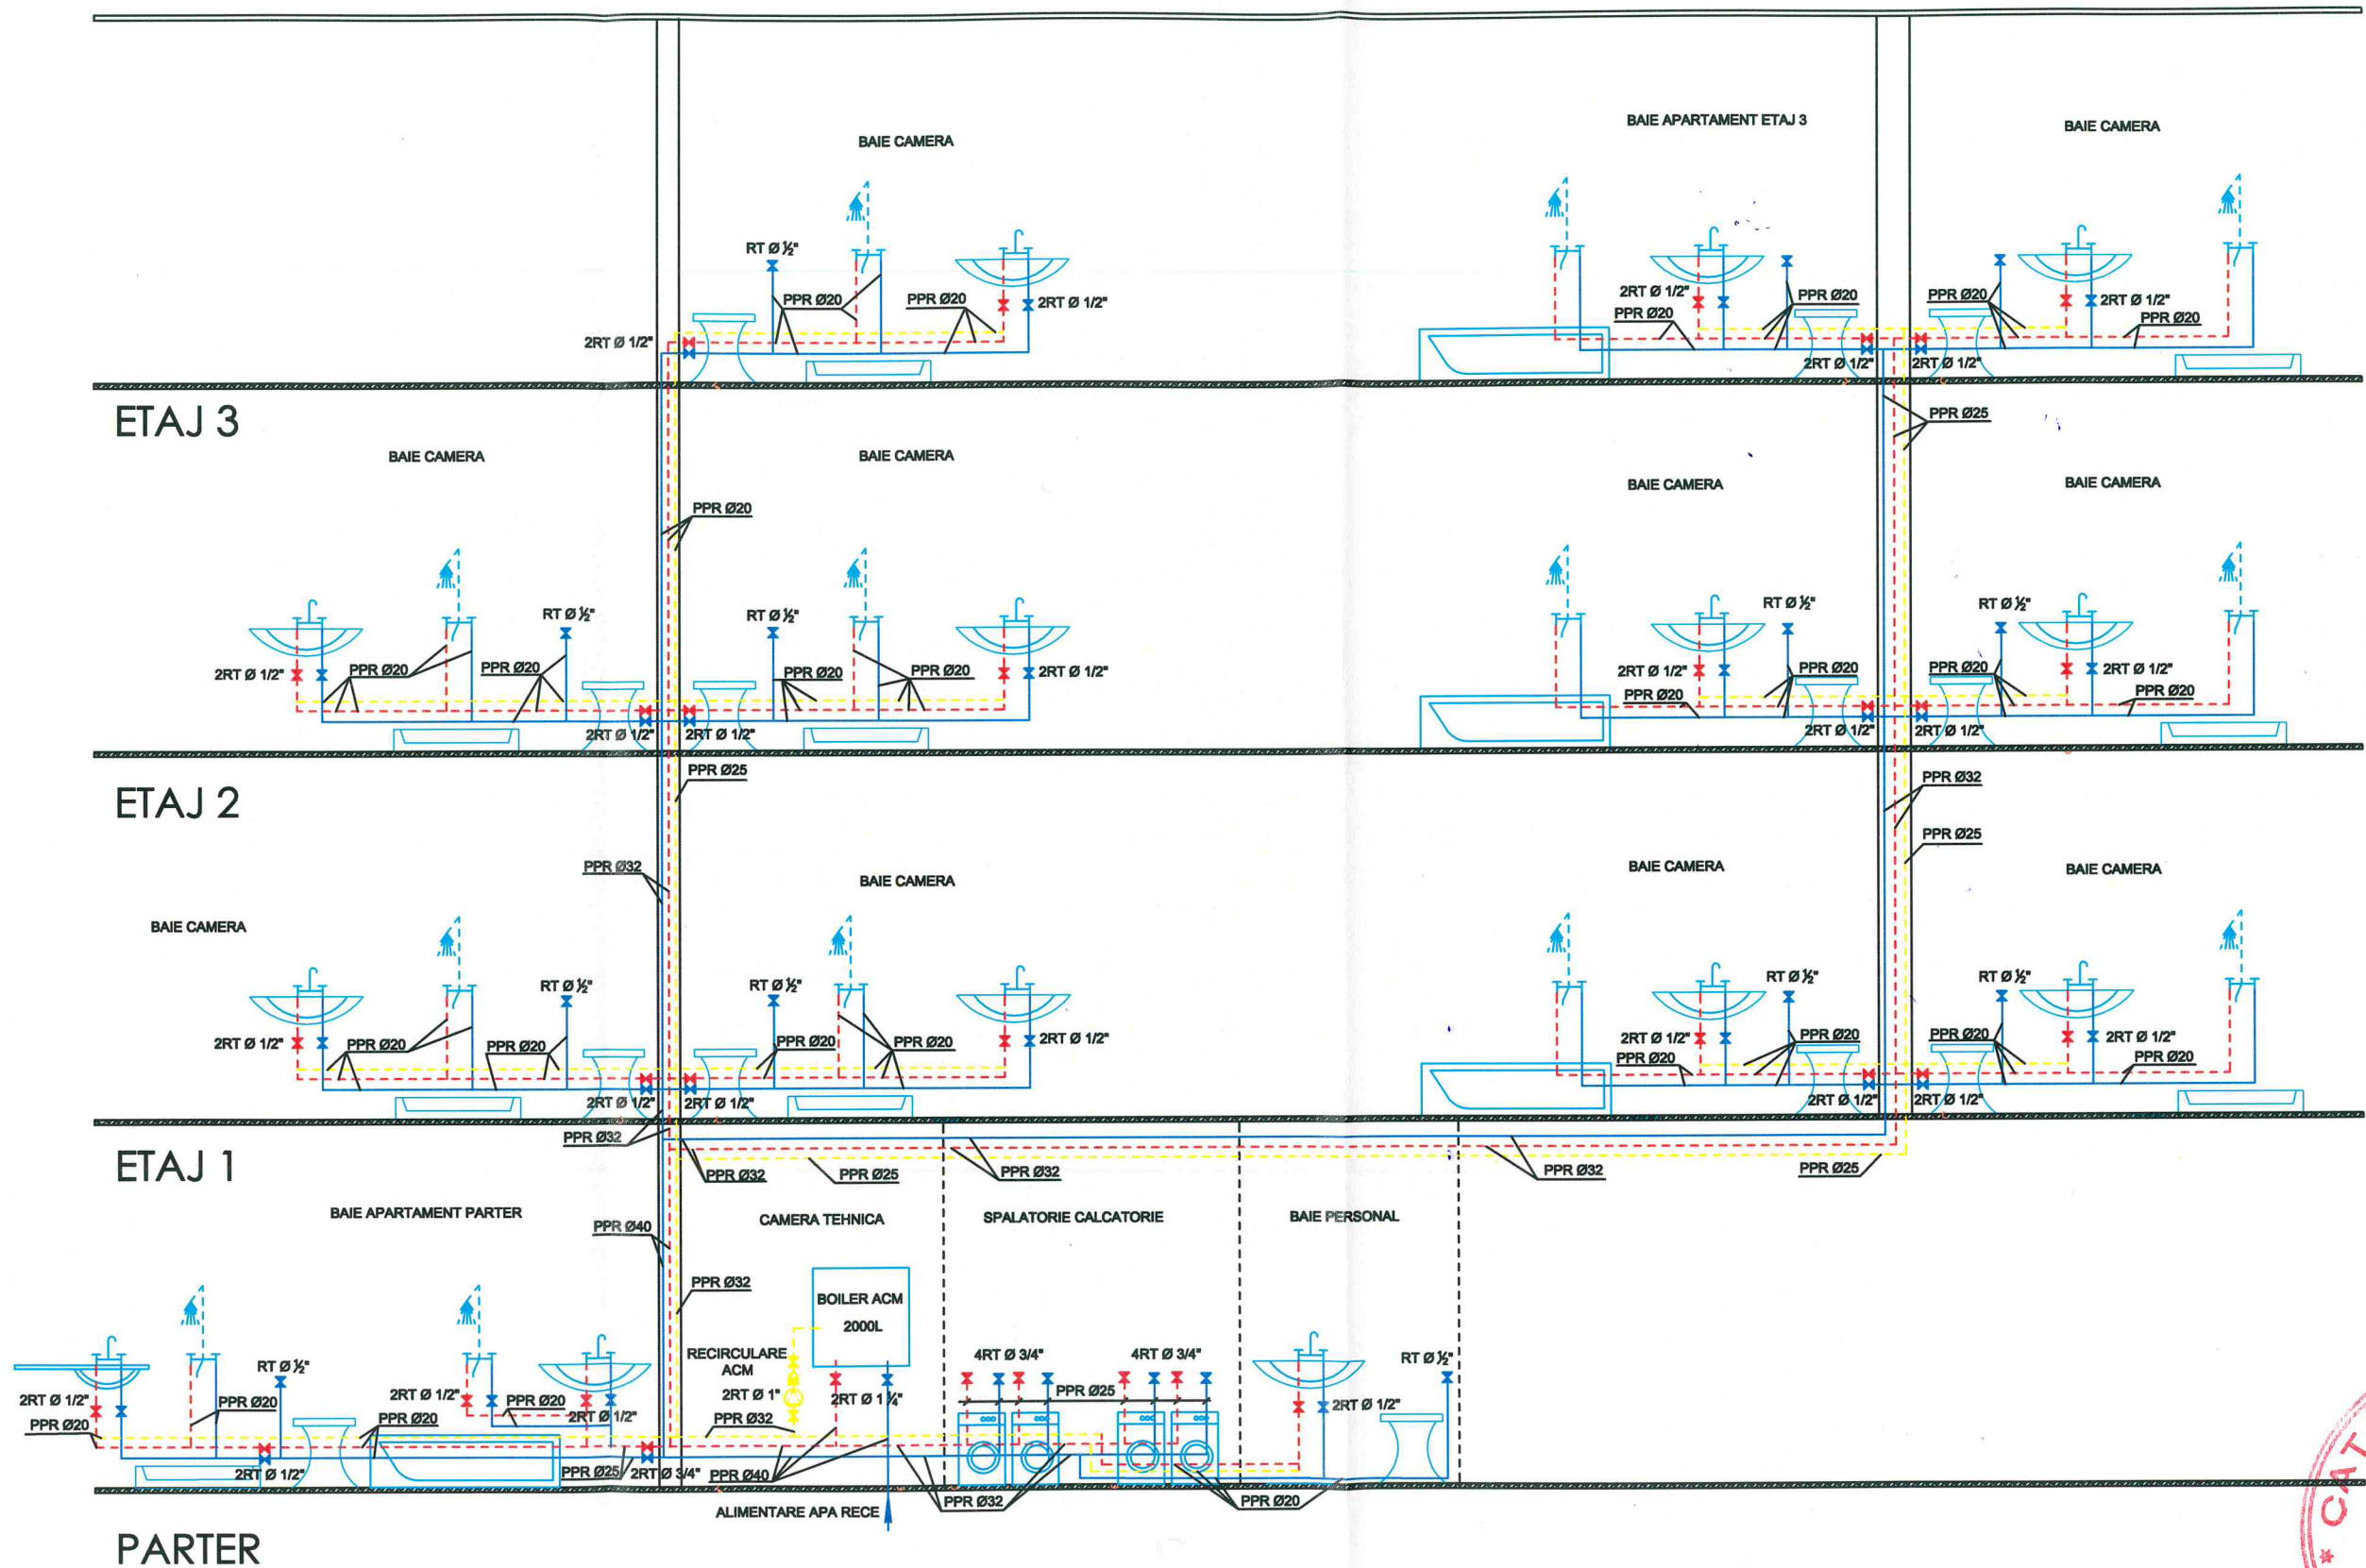 BAIE CAMERA
BAIE APARTAMENT ETAJ 3
BAIE CAMERA
RT Ø ½"
PPR Ø20
PPR Ø20
2RT Ø 1/2"
2RT Ø 1/2"
2RT Ø 1/2"
PPR Ø20
PPR Ø20
2RT Ø 1/2"
PPR Ø20
2RT Ø 1/2"
PPR Ø20
2RT Ø 1/2"
2RT Ø 1/2"
ETAJ 3
PPR Ø25
BAIE CAMERA
BAIE CAMERA
BAIE CAMERA
BAIE CAMERA
PPR Ø20
RT Ø ½"
RT Ø ½"
RT Ø ½"
RT Ø ½"
2RT Ø 1/2"
PPR Ø20
PPR Ø20
PPR Ø20
PPR Ø20
2RT Ø 1/2"
2RT Ø 1/2"
PPR Ø20
PPR Ø20
PPR Ø20
2RT Ø 1/2"
PPR Ø20
2RT Ø 1/2"
2RT Ø 1/2"
2RT Ø 1/2"
2RT Ø 1/2"
ETAJ 2
PPR Ø25
PPR Ø32
PPR Ø25
PPR Ø32
BAIE CAMERA
BAIE CAMERA
BAIE CAMERA
BAIE CAMERA
RT Ø ½"
RT Ø ½"
RT Ø ½"
RT Ø ½"
2RT Ø 1/2"
PPR Ø20
PPR Ø20
PPR Ø20
PPR Ø20
2RT Ø 1/2"
2RT Ø 1/2"
PPR Ø20
PPR Ø20
PPR Ø20
2RT Ø 1/2"
PPR Ø20
2RT Ø 1/2"
2RT Ø 1/2"
2RT Ø 1/2"
2RT Ø 1/2"
PPR Ø32
ETAJ 1
PPR Ø32
PPR Ø25
PPR Ø32
PPR Ø32
PPR Ø25
BAIE APARTAMENT PARTER
PPR Ø40
CAMERA TEHNICA
SPALATORIE CALCATORIE
BAIE PERSONAL
PPR Ø32
BOILER ACM
2000L
RECIRCULARE
ACM
2RT Ø 1"
2RT Ø 1 ¼"
4RT Ø 3/4"
4RT Ø 3/4"
PPR Ø25
RT Ø ½"
2RT Ø 1/2"
RT Ø ½"
2RT Ø 1/2"
PPR Ø20
PPR Ø20
PPR Ø20
2RT Ø 1/2"
PPR Ø20
2RT Ø 1/2"
PPR Ø32
2RT Ø 1/2"
PPR Ø25
2RT Ø 3/4"
PPR Ø40
PPR Ø32
PPR Ø20
ALIMENTARE APA RECE
PARTER
* CAT